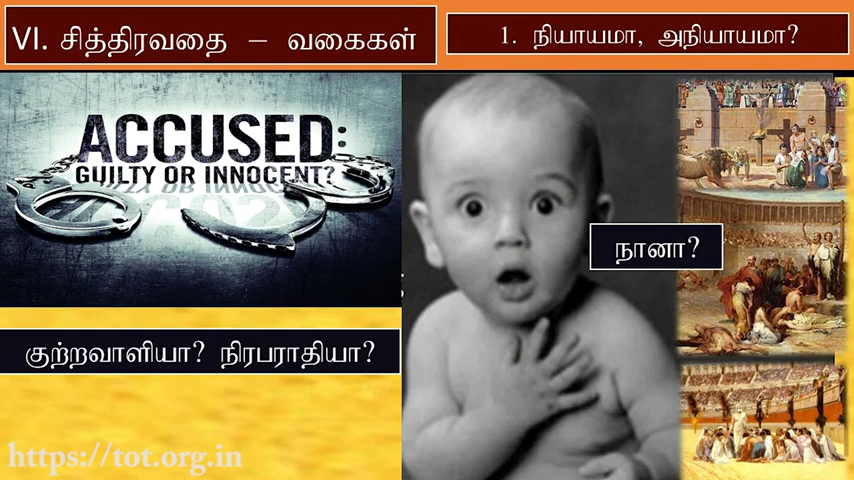 VI. சித்திரவதை – வகைகள்
1. நியாயமா, அநியாயமா?
ACCUSED:
GUILTY OR INNOCENT?
நானா?
குற்றவாளியா? நிரபராதியா?
https://tot.org.in